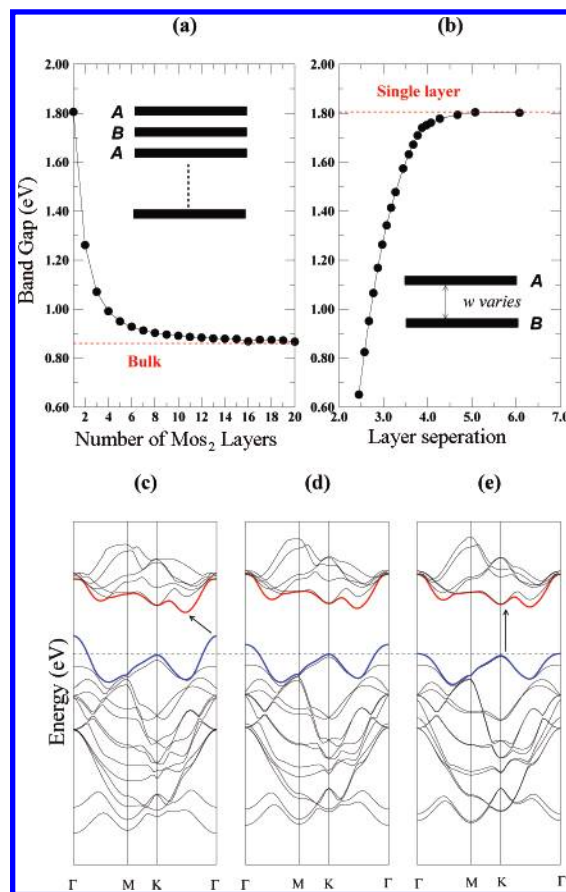 (a) (b)
2.00 2.00
1.80 Single layer 1.80
A
B
A
1.60 1.60
1.40 1.40
1.20 1.20
Band Gap (eV)
A
w varies
B
1.00 1.00
0.80 Bulk 0.80
0.60 0.60
2 4 6 8 10 12 14 16 18 20 2.0 3.0 4.0 5.0 6.0 7.0
Number of Mos₂ Layers Layer seperation
(c) (d) (e)
Energy (eV)
Γ M K Γ Γ M K Γ Γ M K Γ